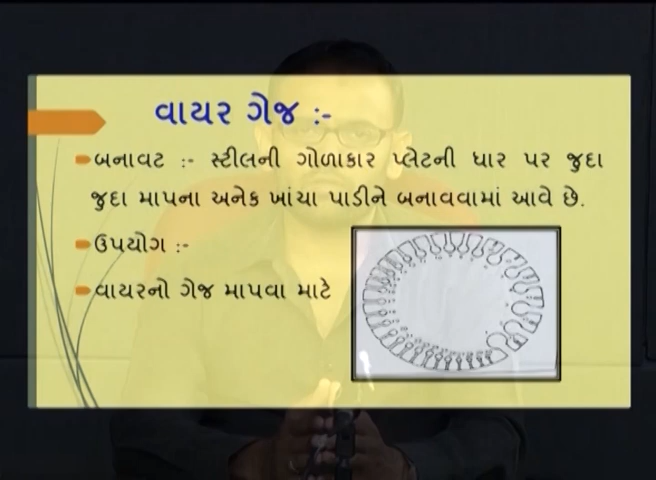 વાયર ગેજ :-
બનાવટ :- સ્ટીલની ગોળાકાર પ્લેટની ધાર પર જુદા
જુદા માપના અનેક ખાંચા પાડીને બનાવવામાં આવે છે.
ઉપયોગ :-
વાયરનો ગેજ માપવા માટે